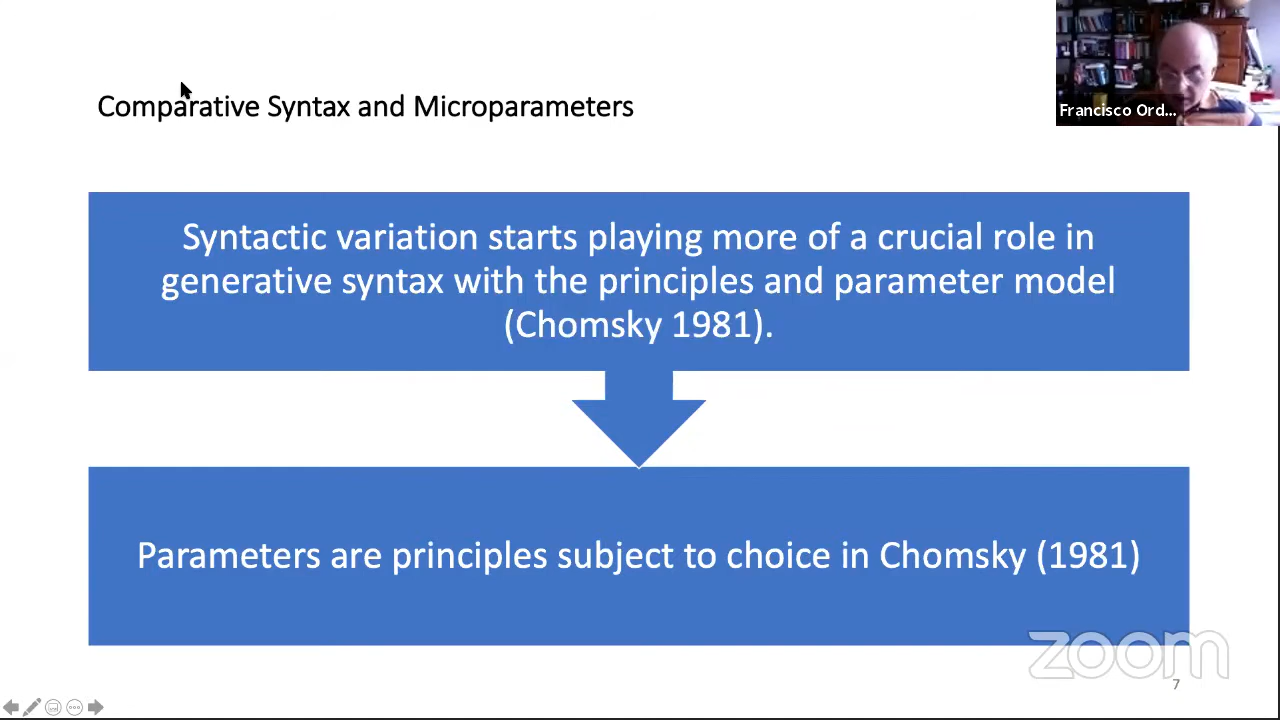 Comparative Syntax and Microparameters
Francisco Ord...
Syntactic variation starts playing more of a crucial role in
generative syntax with the principles and parameter model
(Chomsky 1981).
Parameters are principles subject to choice in Chomsky (1981)
zoom
7